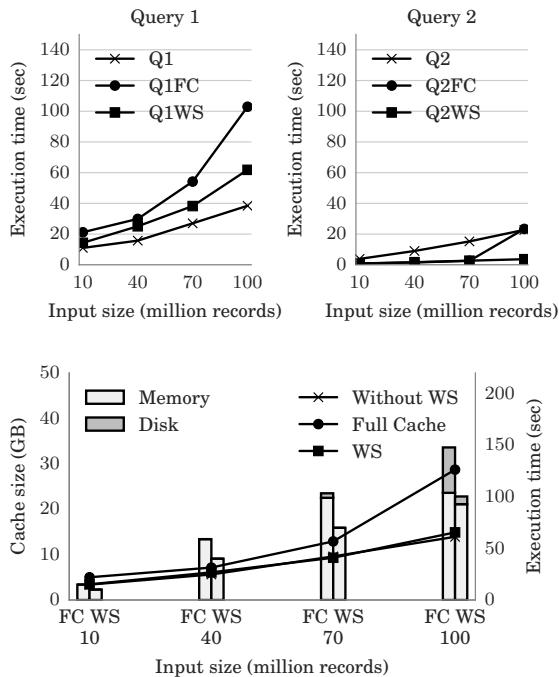 Query 1
Execution time (sec)
140
120
100
80
60
40
20
0
Q1
Q1FC
Q1WS
10 40 70 100
Input size (million records)
Query 2
Execution time (sec)
140
120
100
80
60
40
20
0
Q2
Q2FC
Q2WS
10 40 70 100
Input size (million records)
Cache size (GB)
50
40
30
20
10
0
Memory
Disk
Without WS
Full Cache
WS
200
150
100
50
0
Execution time (sec)
FC WS FC WS FC WS FC WS
10 40 70 100
Input size (million records)